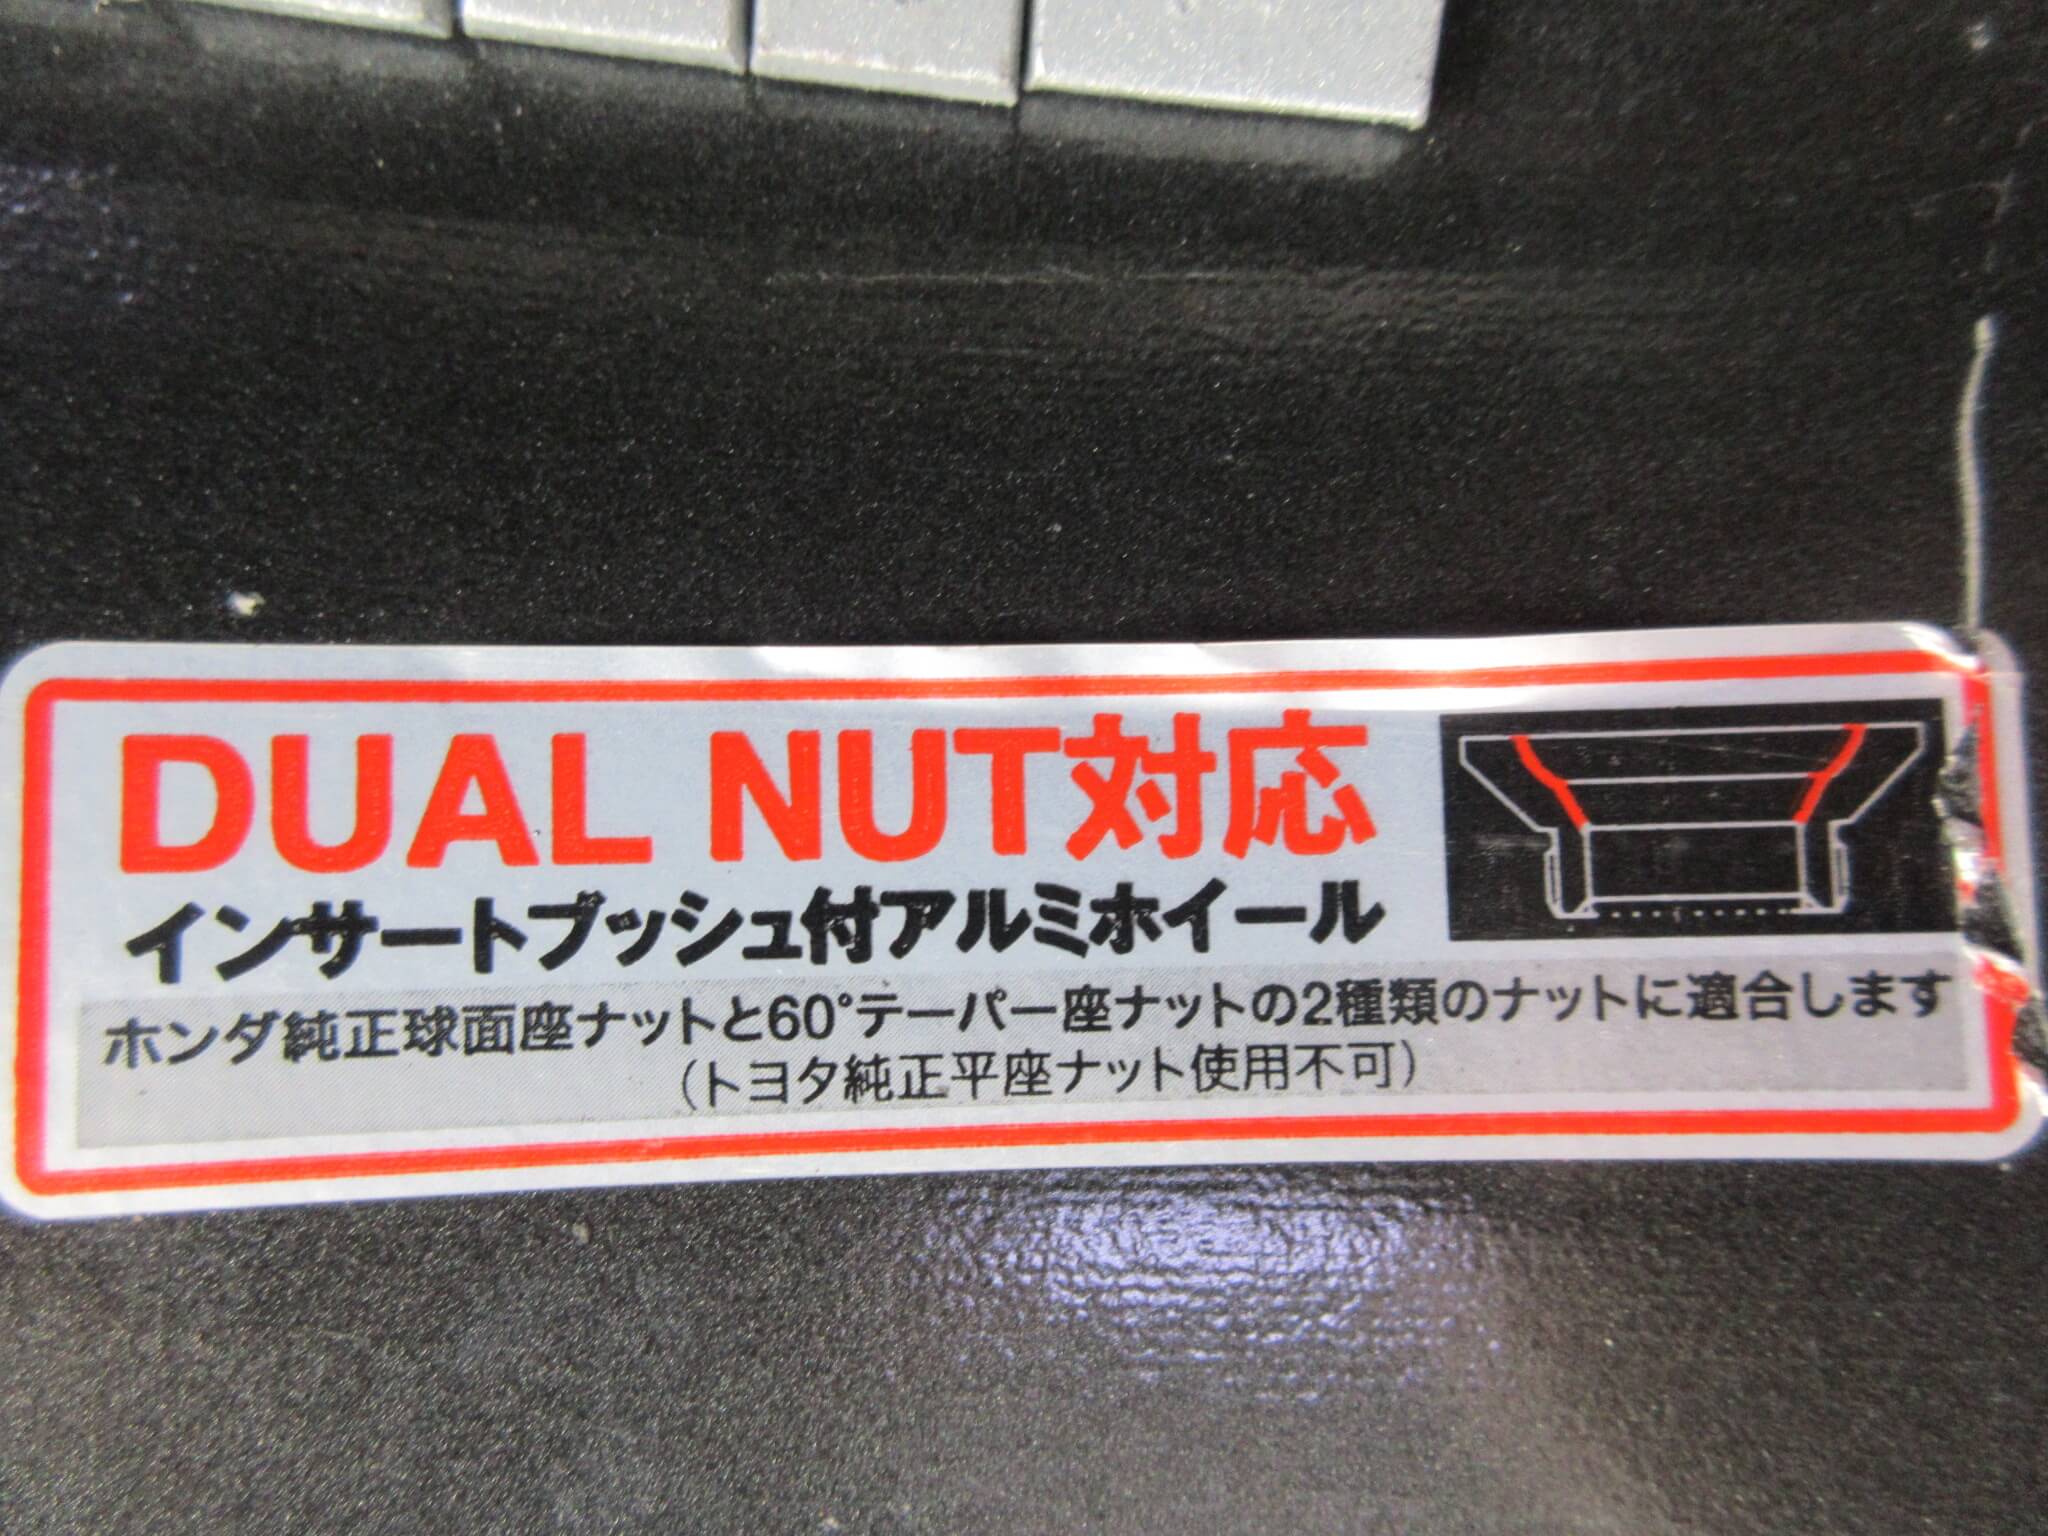 DUAL NUT対応
インサートブッシュ付アルミホイール
ホンダ純正球面座ナットと60°テーパー座ナットの2種類のナットに適合します
(トヨタ純正平座ナット使用不可)